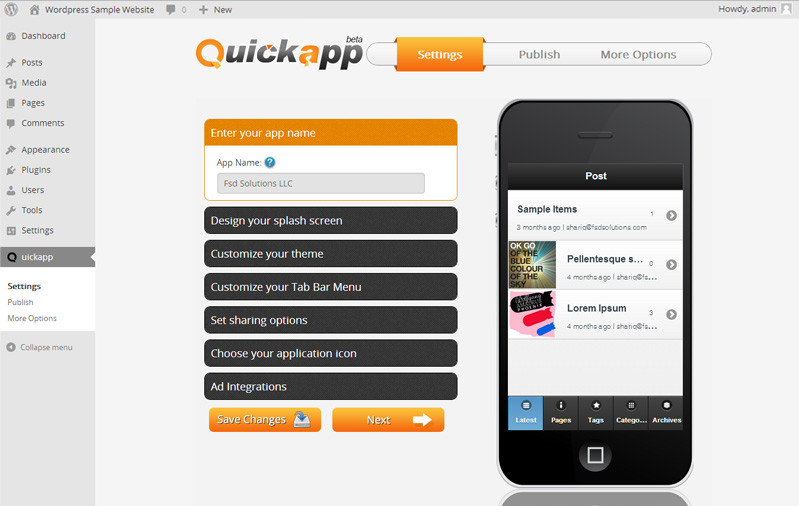 Wordpress Sample Website 0 New Howdy, admin
Dashboard
Posts
Media
Pages
Comments
Appearance
Plugins
Users
Tools
Settings
uickapp
Settings
Publish
More Options
Collapse menu
Quickapp
beta
Settings Publish More Options
Enter your app name
App Name: ?
Fsd Solutions LLC
Design your splash screen
Customize your theme
Customize your Tab Bar Menu
Set sharing options
Choose your application icon
Ad Integrations
Save Changes Next
Post
Sample Items 1
3 months ago | shariq@fsdsolutions.com
OK GO
OF THE
BLUE
COLOUR
OF THE
SKY
Pellentesque s... 0
4 months ago | shariq@fs...
PHOENIX
Lorem Ipsum 3
4 months ago | shariq@fs...
Latest Pages Tags Catego... Archives